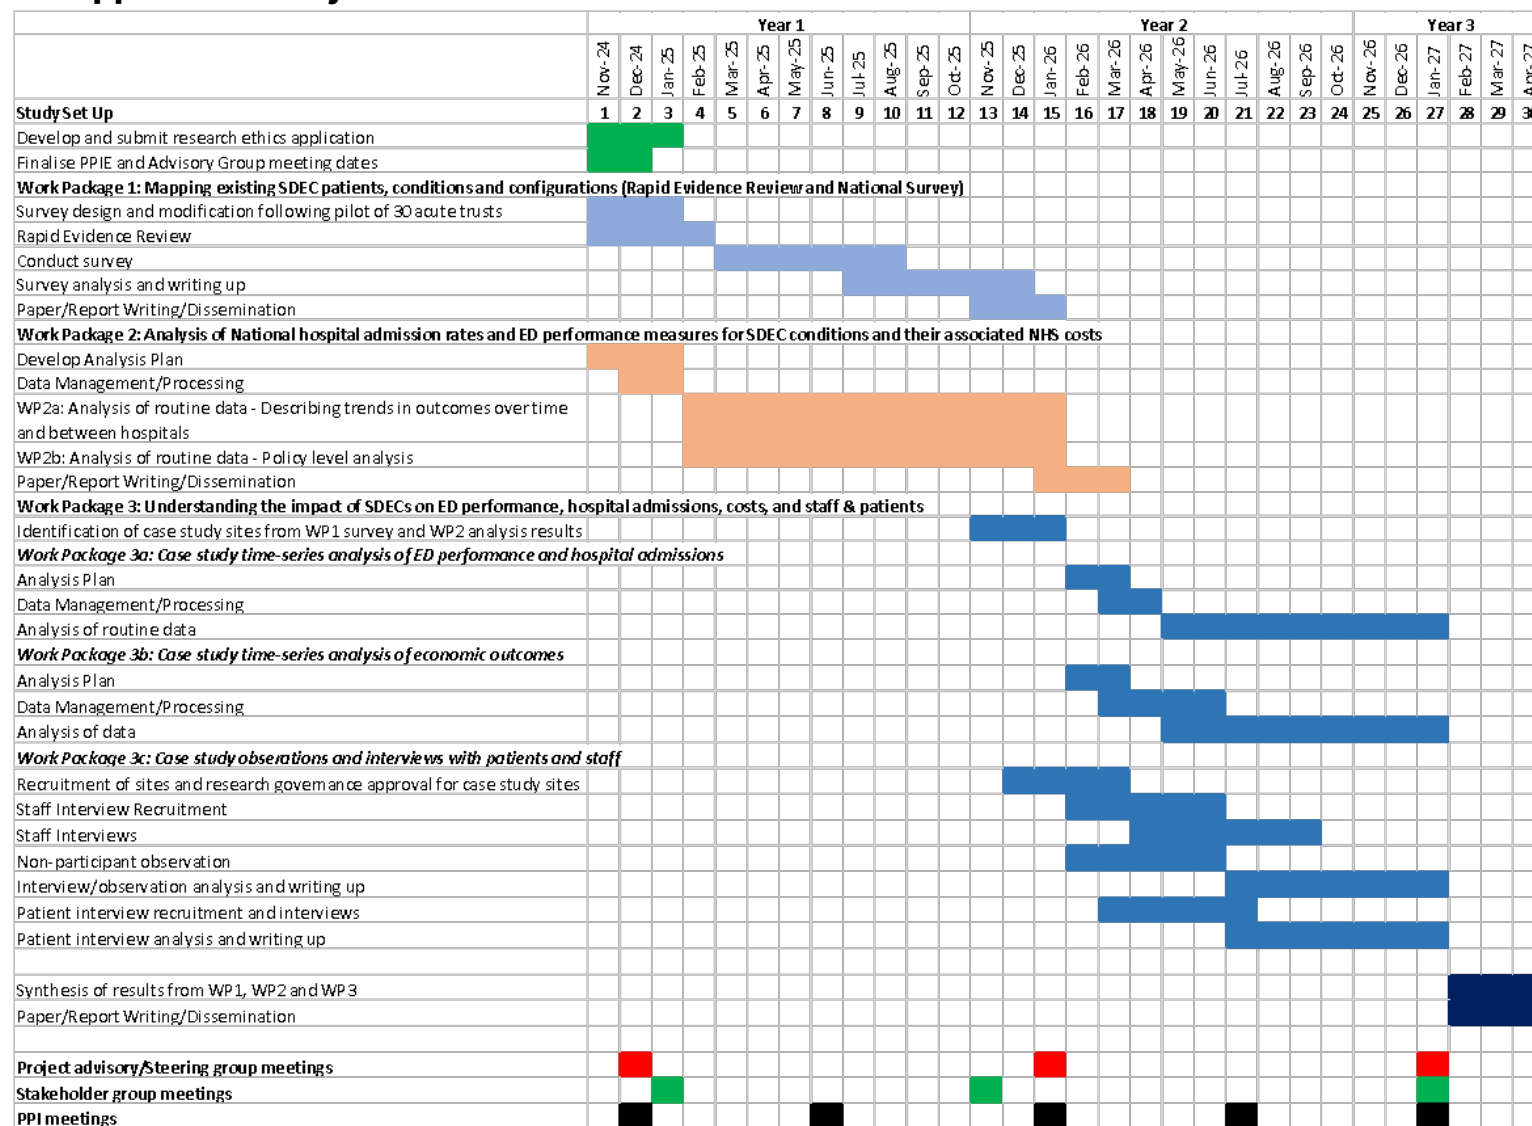 Year 1 Year 2 Year 3
Nov-24 Dec-24 Jan-25 Feb-25 Mar-25 Apr-25 May-25 Jun-25 Jul-25 Aug-25 Sep-25 Oct-25 Nov-25 Dec-25 Jan-26 Feb-26 Mar-26 Apr-26 May-26 Jun-26 Jul-26 Aug-26 Sep-26 Oct-26 Nov-26 Dec-26 Jan-27 Feb-27 Mar-27 Apr-27
Study Set Up 1 2 3 4 5 6 7 8 9 10 11 12 13 14 15 16 17 18 19 20 21 22 23 24 25 26 27 28 29
Develop and submit research ethics application
Finalise PPIE and Advisory Group meeting dates
Work Package 1: Mapping existing SDEC patients, conditions and configurations (Rapid Evidence Review and National Survey)
Survey design and modification following pilot of 30 acute trusts
Rapid Evidence Review
Conduct survey
Survey analysis and writing up
Paper/Report Writing/Dissemination
Work Package 2: Analysis of National hospital admission rates and ED performance measures for SDEC conditions and their associated NHS costs
Develop Analysis Plan
Data Management/Processing
WP2a: Analysis of routine data - Describing trends in outcomes over time
and between hospitals
WP2b: Analysis of routine data - Policy level analysis
Paper/Report Writing/Dissemination
Work Package 3: Understanding the impact of SDECs on ED performance, hospital admissions, costs, and staff & patients
Identification of case study sites from WP1 survey and WP2 analysis results
Work Package 3a: Case study time-series analysis of ED performance and hospital admissions
Analysis Plan
Data Management/Processing
Analysis of routine data
Work Package 3b: Case study time-series analysis of economic outcomes
Analysis Plan
Data Management/Processing
Analysis of data
Work Package 3c: Case study obserations and interviews with patients and staff
Recruitment of sites and research governance approval for case study sites
Staff Interview Recruitment
Staff Interviews
Non-participant observation
Interview/observation analysis and writing up
Patient interview recruitment and interviews
Patient interview analysis and writing up
Synthesis of results from WP1, WP2 and WP3
Paper/Report Writing/Dissemination
Project advisory/Steering group meetings
Stakeholder group meetings
PPI meetings